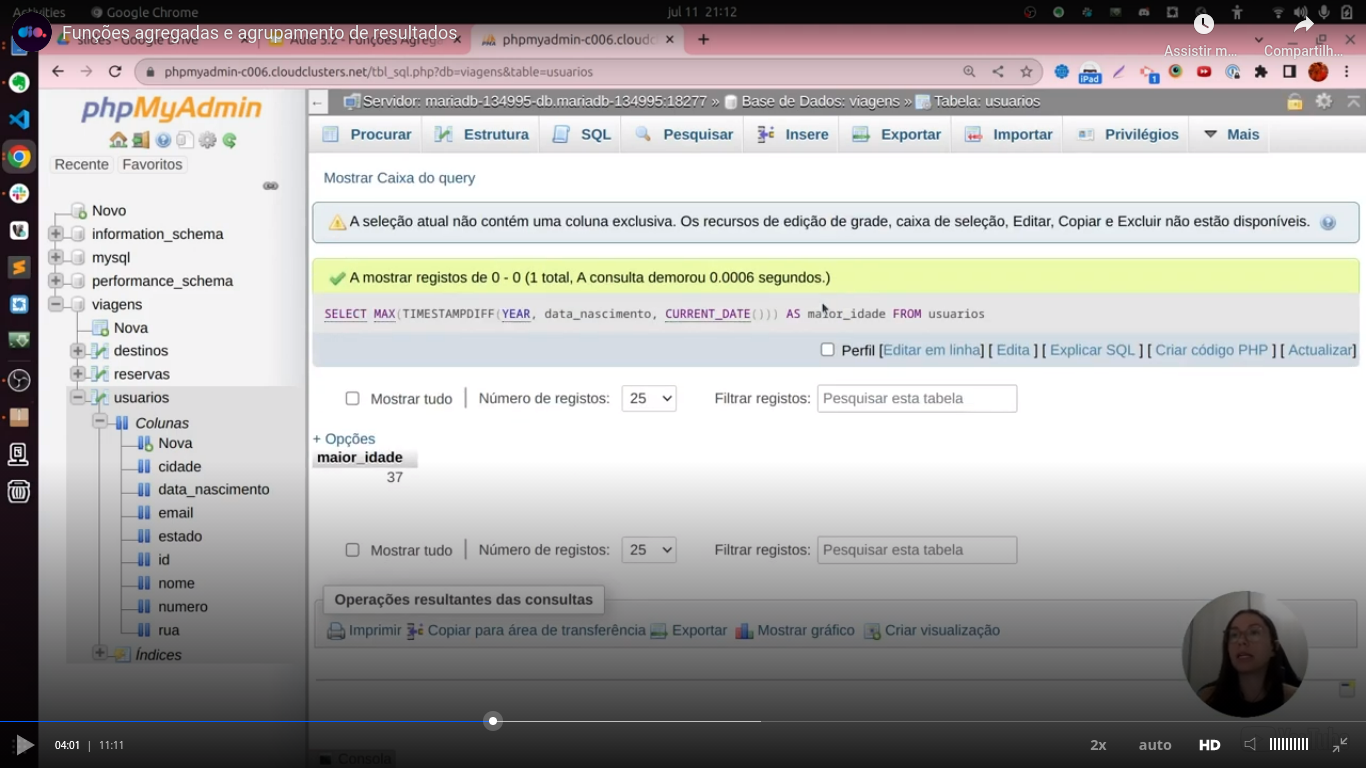 Activities
Google Chrome
jul 11 21:12
Funções agregadas e agrupamento de resultados.
Assistir m...
Compartilh...
phpmyadmin-c006.cloudc
phpmyadmin-c006.cloudclusters.net/tbl_sql.php?db=viagens&table=usuarios
iPad
1
phpMyAdmin
Recente
Favoritos
Novo
information_schema
mysql
performance_schema
viagens
Nova
destinos
reservas
usuarios
Colunas
Nova
cidade
data_nascimento
email
estado
id
nome
numero
rua
Índices
Servidor: mariadb-134995-db.mariadb-134995:18277 » Base de Dados: viagens » Tabela: usuarios
Procurar
Estrutura
SQL
Pesquisar
Insere
Exportar
Importar
Privilégios
Mais
Mostrar Caixa do query
A seleção atual não contém uma coluna exclusiva. Os recursos de edição de grade, caixa de seleção, Editar, Copiar e Excluir não estão disponíveis.
A mostrar registos de 0 - 0 (1 total, A consulta demorou 0.0006 segundos.)
SELECT MAX(TIMESTAMPDIFF(YEAR, data_nascimento, CURRENT_DATE())) AS maior_idade FROM usuarios
Perfil [Editar em linha] [ Edita ] [ Explicar SQL ] [ Criar código PHP ] [ Actualizar]
Mostrar tudo | Número de registos: 25 Filtrar registos: Pesquisar esta tabela
+ Opções
maior_idade
37
Mostrar tudo | Número de registos: 25 Filtrar registos: Pesquisar esta tabela
Operações resultantes das consultas
Imprimir Copiar para área de transferência Exportar Mostrar gráfico Criar visualização
Consola
04:01 | 11:11
2x
auto
HD